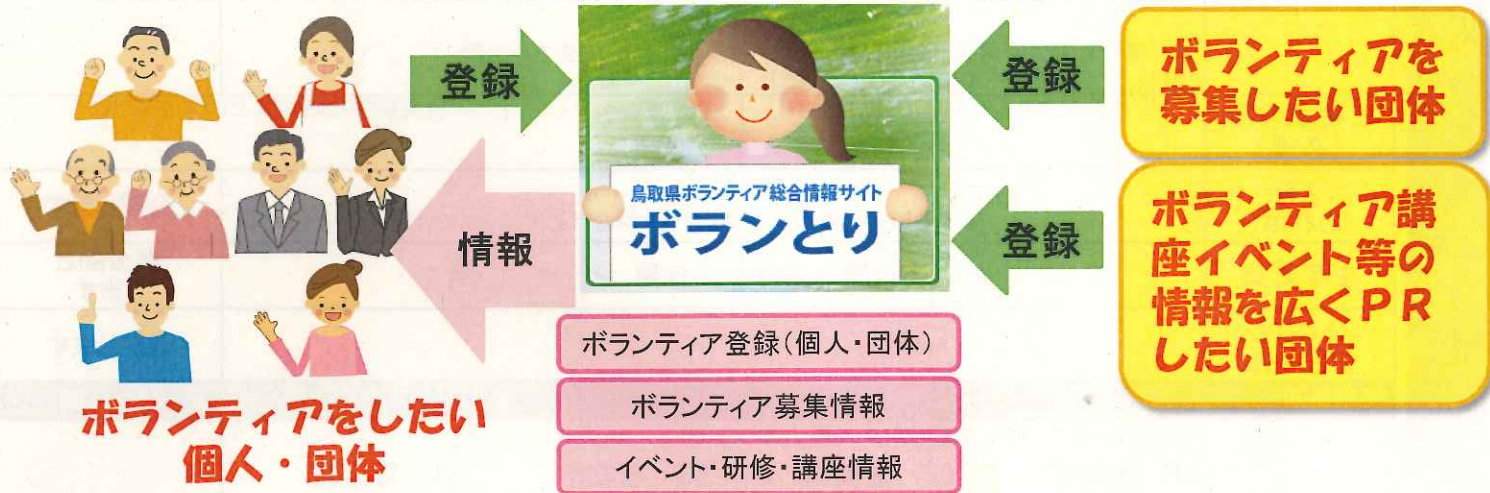 登録
情報
ボランティアをしたい
個人・団体
鳥取県ボランティア総合情報サイト
ボランとり
ボランティア登録(個人・団体)
ボランティア募集情報
イベント・研修・講座情報
登録
登録
ボランティアを
募集したい団体
ボランティア講
座イベント等の
情報を広くPR
したい団体